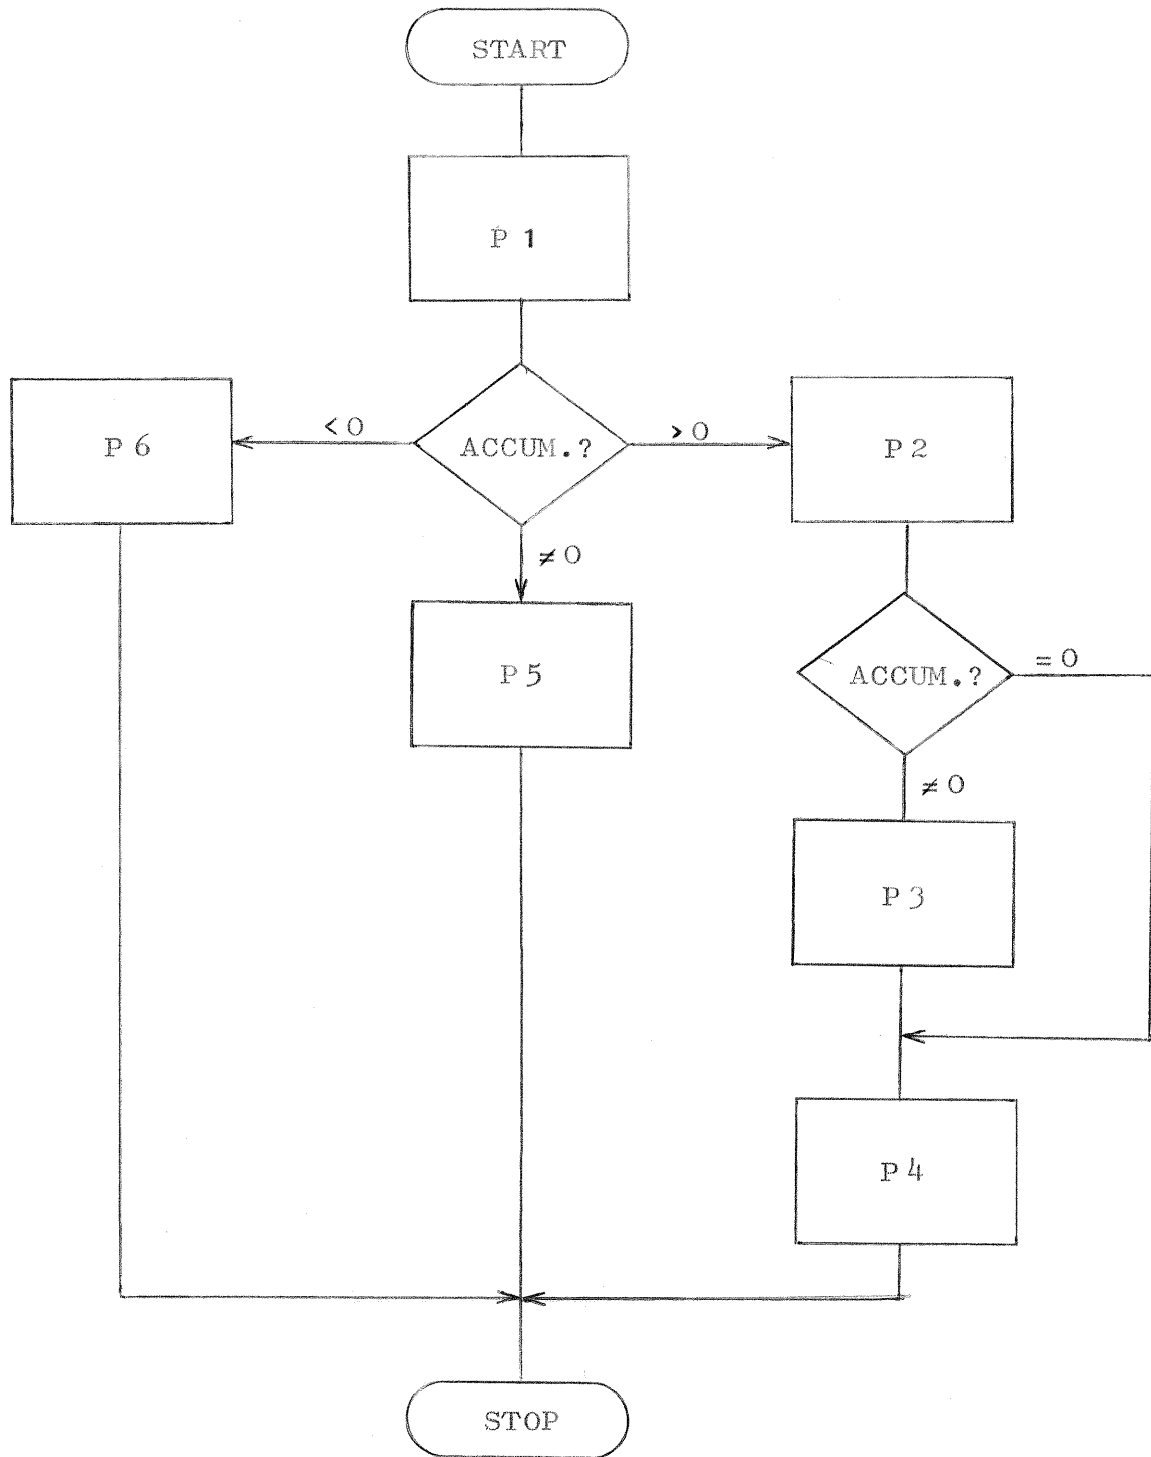 START
P 1
P 6
< 0
ACCUM.?
> 0
P 2
≠ 0
P 5
ACCUM.?
= 0
≠ 0
P 3
P 4
STOP